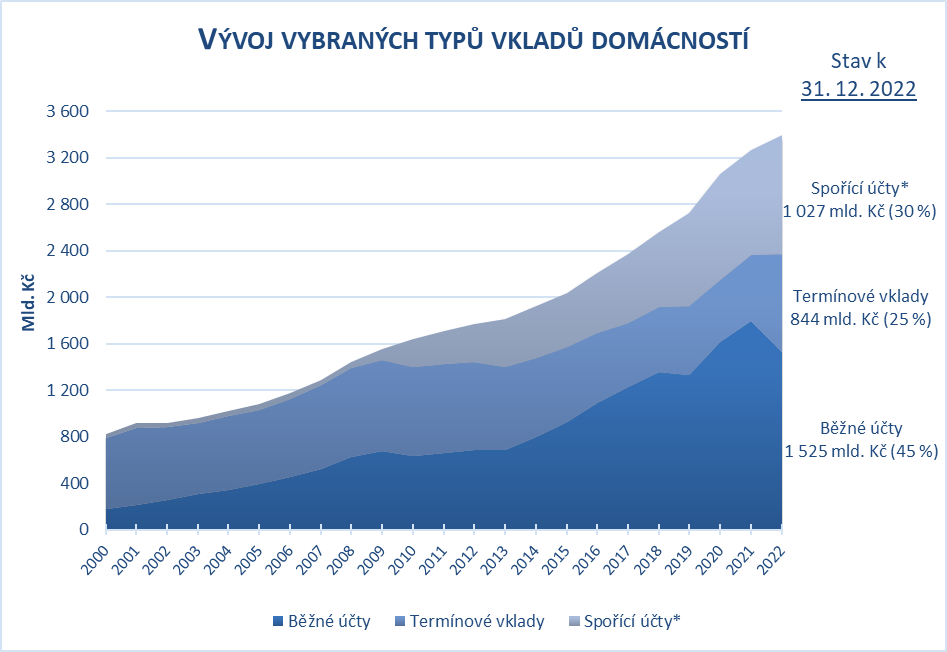 VÝVOJ VYBRANÝCH TYPŮ VKLADŮ DOMÁCNOSTÍ
Stav k
31. 12. 2022
Mld. Kč
3 600
3 200
2 800
2 400
2 000
1 600
1 200
800
400
0
Spořící účty*
1 027 mld. Kč (30 %)
Termínové vklady
844 mld. Kč (25 %)
Běžné účty
1 525 mld. Kč (45 %)
2000
2001
2002
2003
2004
2005
2006
2007
2008
2009
2010
2011
2012
2013
2014
2015
2016
2017
2018
2019
2020
2021
2022
Běžné účty
Termínové vklady
Spořící účty*